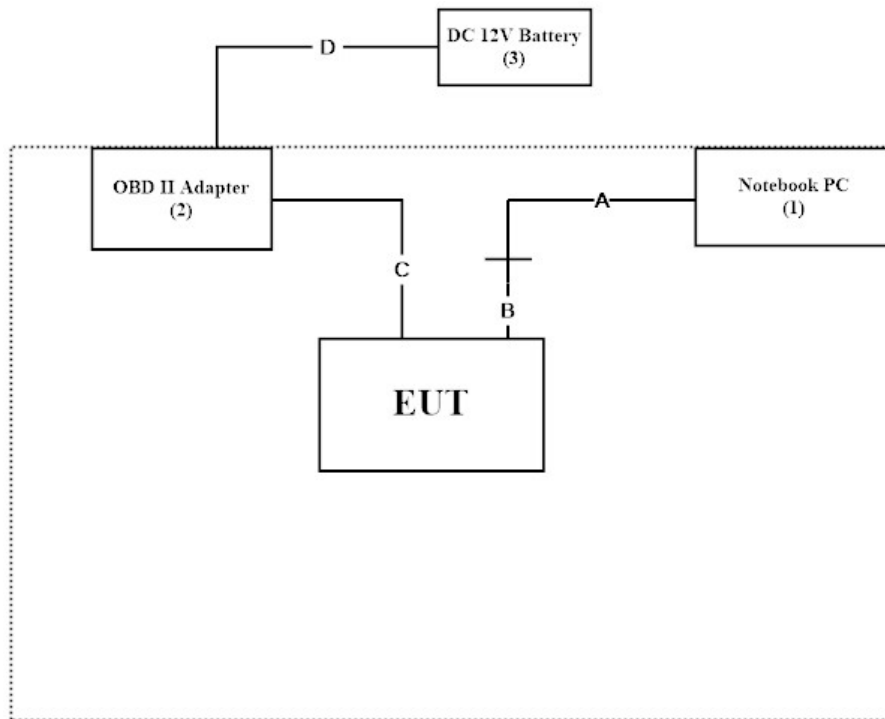 DC 12V Battery
(3)
D
OBD II Adapter
(2)
Notebook PC
(1)
A
C
B
EUT